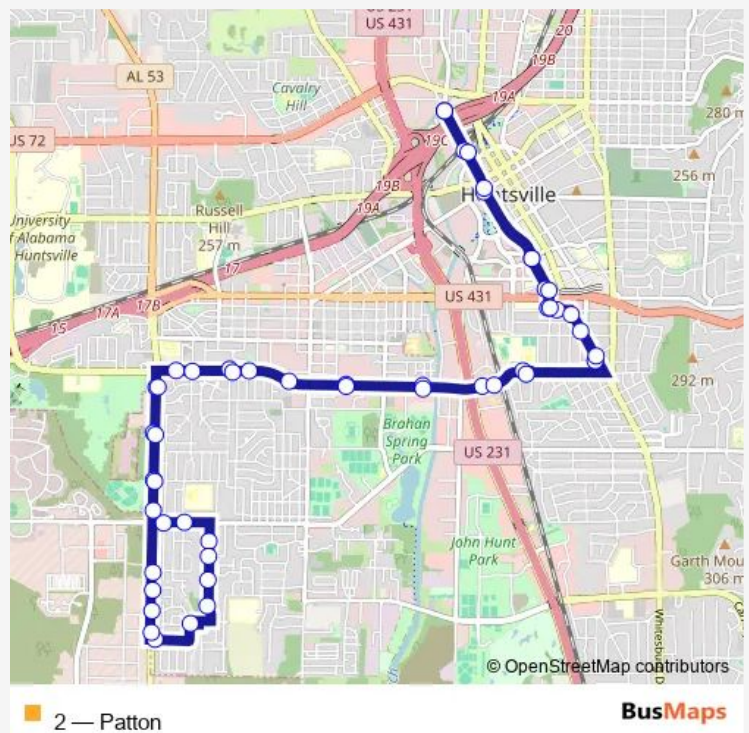 US 431
20
19B
AL 53
Cavalry
Hill
19A
280 m
US 72
19C
256 m
19B
Huntsville
Russell
Hill
257 m
19A
University
of Alabama
Huntsville
17
US 431
17B
17A
15
292 m
Brahan
Spring
Park
US 231
John Hunt
Park
Garth Mou
306 m
Whitesburg D
© OpenStreetMap contributors
2 — Patton
BusMaps